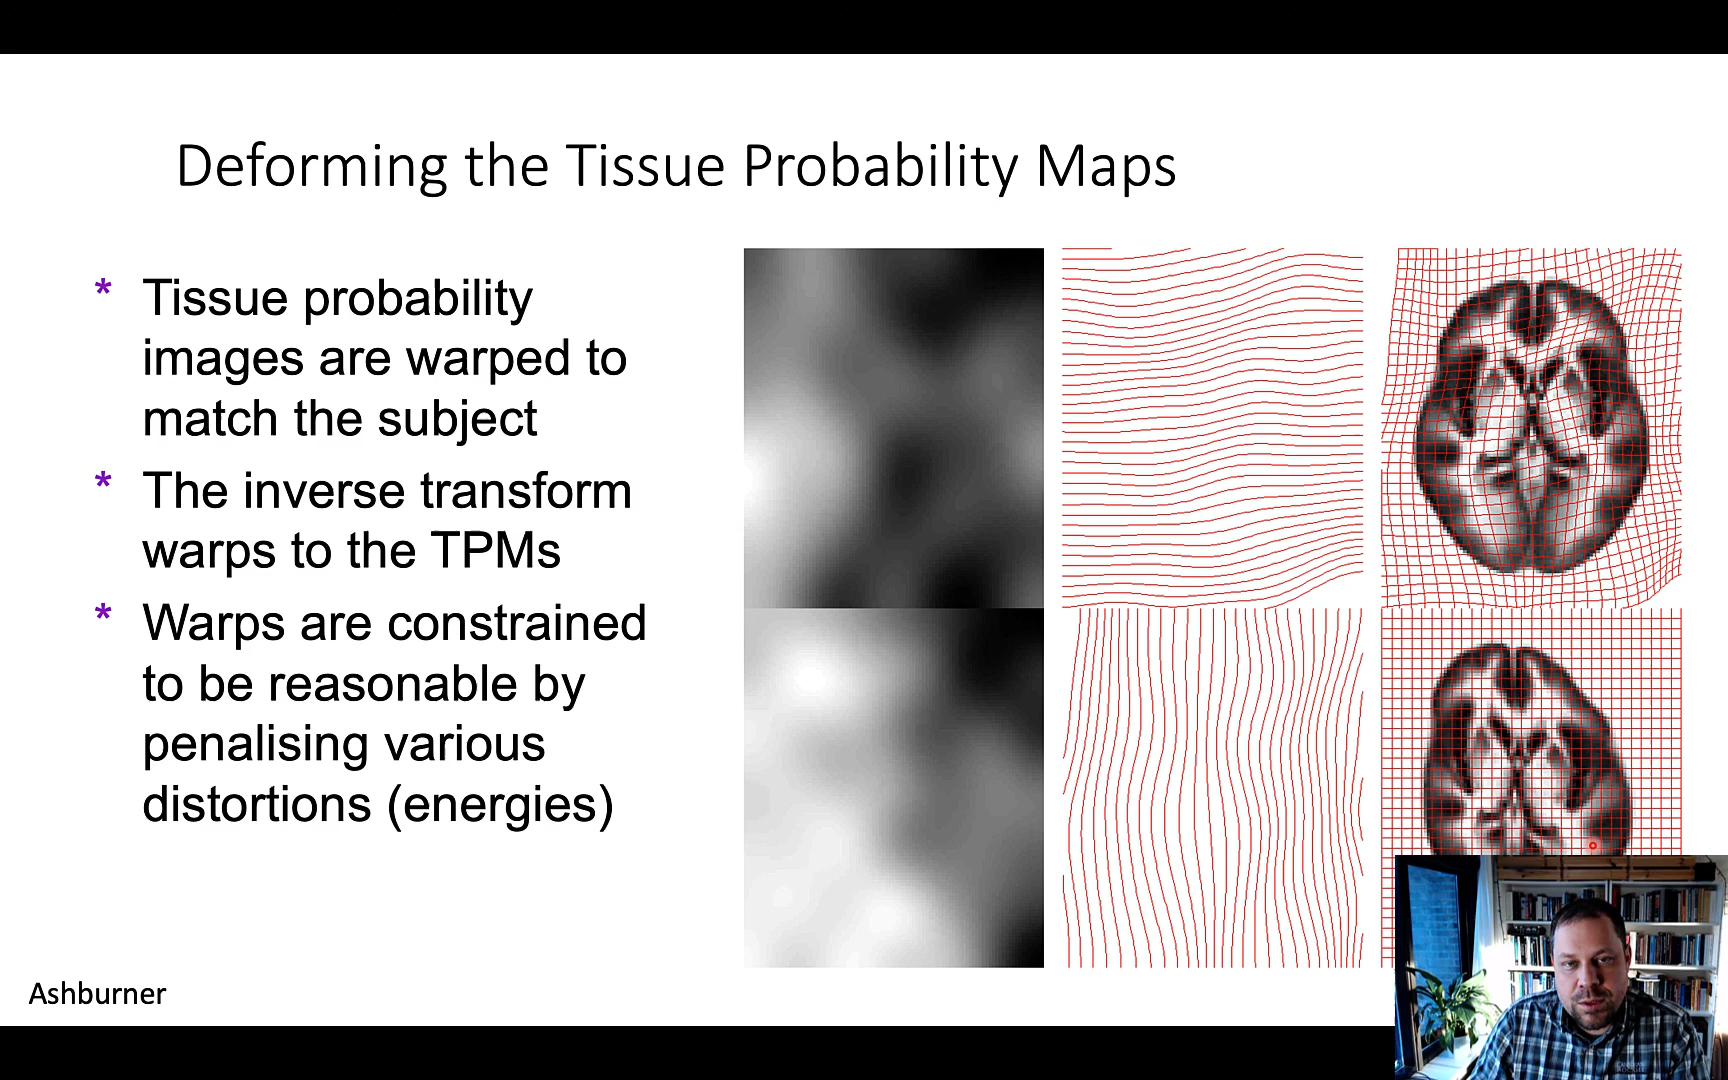 Deforming the Tissue Probability Maps
* Tissue probability
images are warped to
match the subject
* The inverse transform
warps to the TPMs
* Warps are constrained
to be reasonable by
penalising various
distortions (energies)
Ashburner